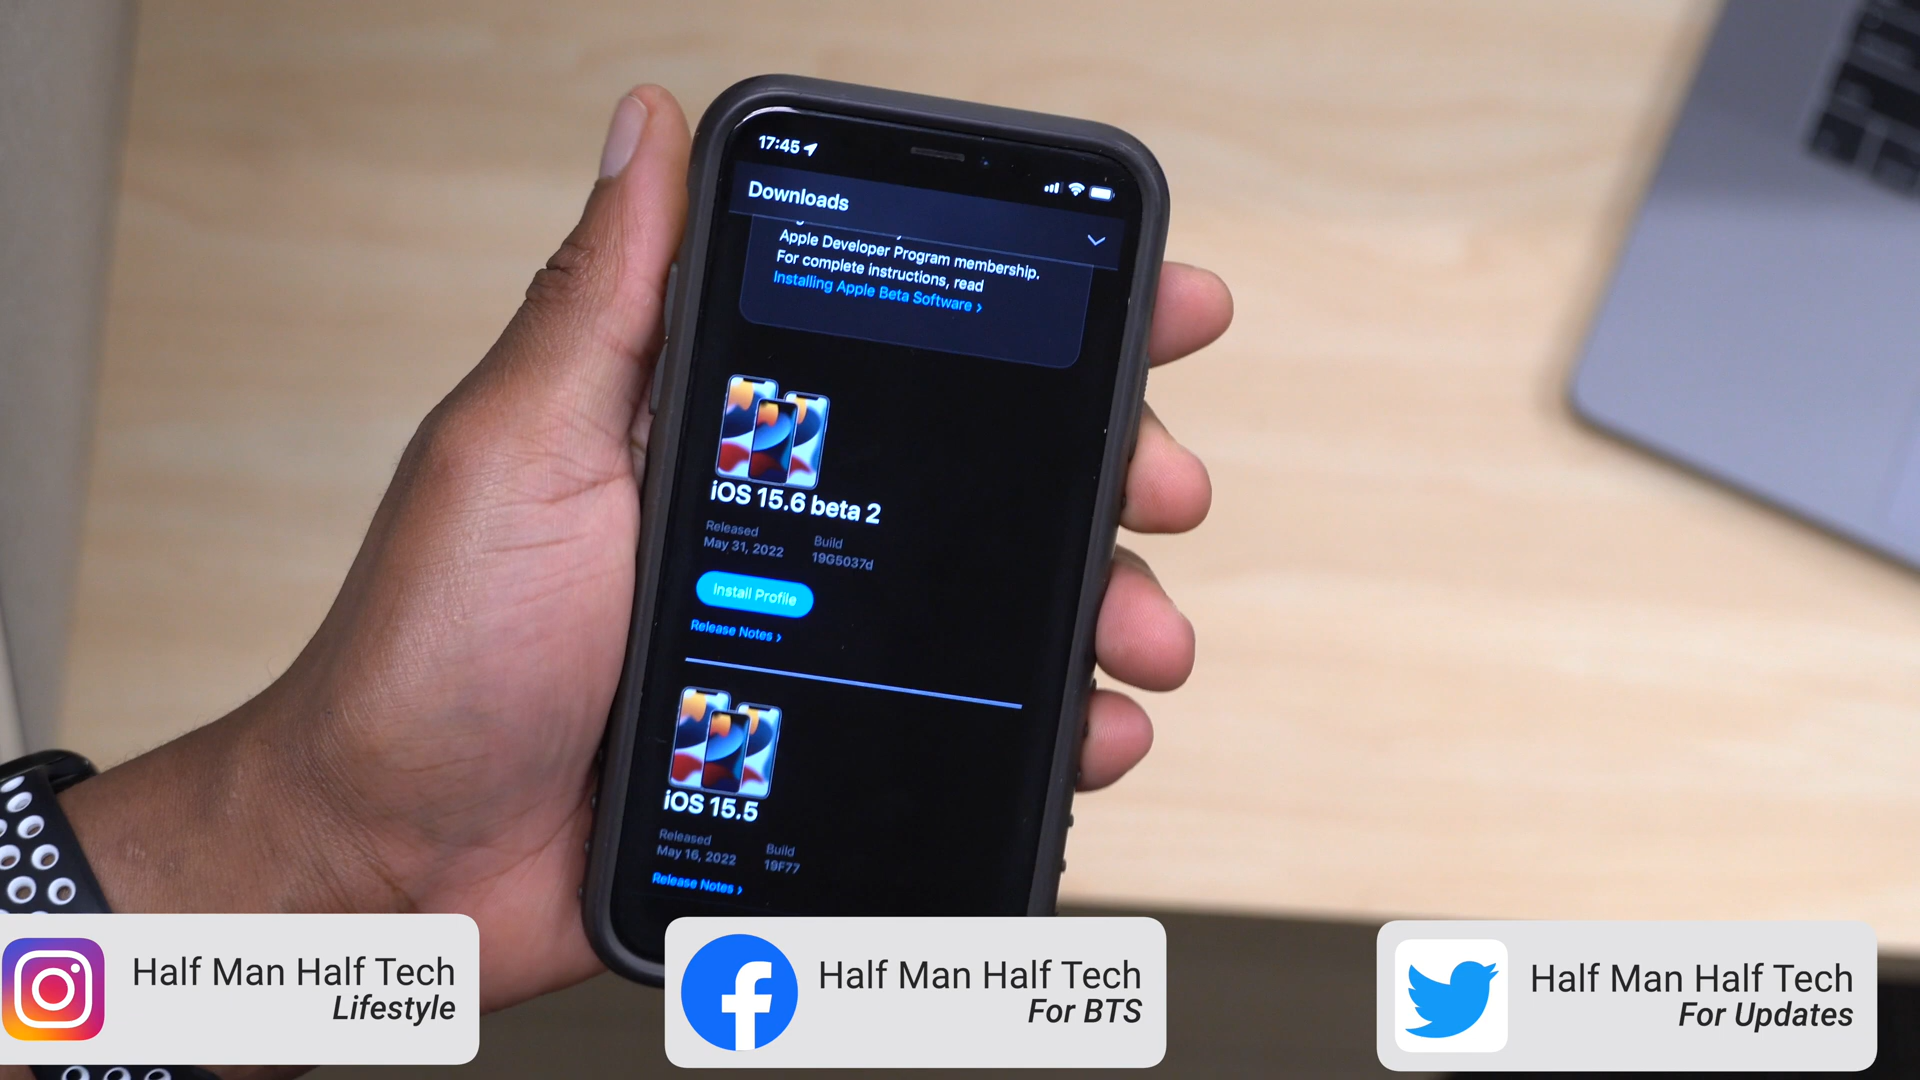 17:45
Downloads
Apple Developer Program membership.
For complete instructions, read
Installing Apple Beta Software >
iOS 15.6 beta 2
Released
May 31, 2022
Build
19G5037d
Install Profile
Release Notes >
iOS 15.5
Released
May 16, 2022
Build
19F77
Release Notes >
Half Man Half Tech
Lifestyle
Half Man Half Tech
For BTS
Half Man Half Tech
For Updates